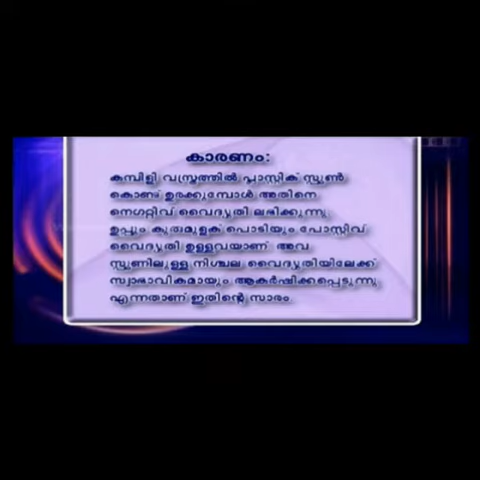 കാരണം:
കമ്പിളി വസ്ത്രത്തിൽ പ്ലാസ്റ്റിക് സ്പൂൺ
കൊണ്ട് ഉരക്കുമ്പോൾ അതിനെ
നെഗറ്റിവ് വൈദ്യുതി ലഭിക്കുന്നു
ഉപ്പും കുരുമുളക് പൊടിയും പോസ്റ്റിവ്
വൈദ്യുതി ഉള്ളവയാണ് അവ
സ്പൂണിലുള്ള നിശ്ചല വൈദ്യുതിയിലേക്ക്
സ്വാഭാവികമായും ആകർഷിക്കപ്പെടുന്നു
എന്നതാണ് ഇതിന്റെ സാരം.